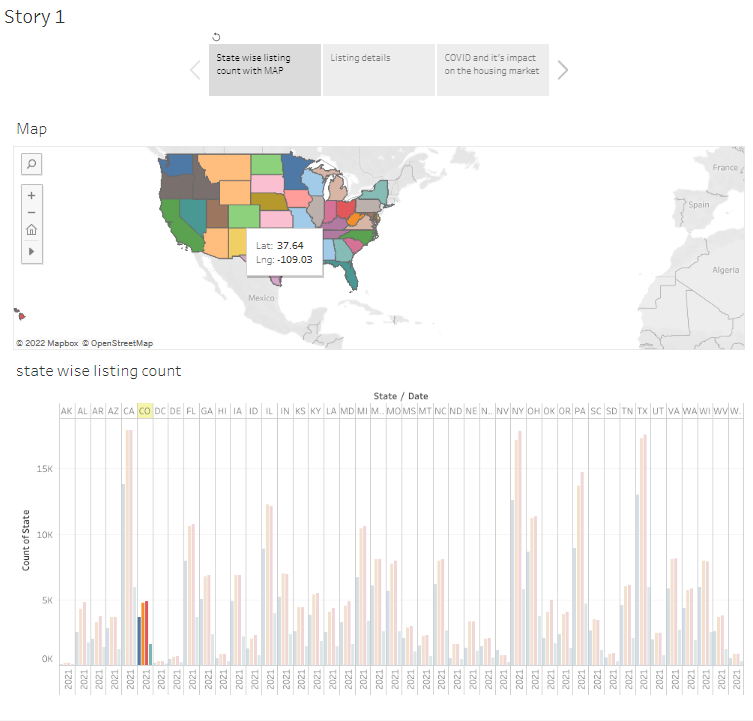 Story 1
State wise listing
count with MAP
Listing details
COVID and it's impact
on the housing market
Map
France
Spain
Algeria
Mexico
Lat: 37.64
Lng: -109.03
© 2022 Mapbox © OpenStreetMap
state wise listing count
State / Date
AK AL AR AZ CA CO DC DE FL GA HI IA ID IL IN KS KY LA MD MI M.. MO MS MT NC ND NE N.. NV NY OH OK OR PA SC SD TN TX UT VA WA WI WV W..
Count of State
15K
10K
5K
0K
2021 2021 2021 2021 2021 2021 2021 2021 2021 2021 2021 2021 2021 2021 2021 2021 2021 2021 2021 2021 2021 2021 2021 2021 2021 2021 2021 2021 2021 2021 2021 2021 2021 2021 2021 2021 2021 2021 2021 2021 2021 2021 2021 2021